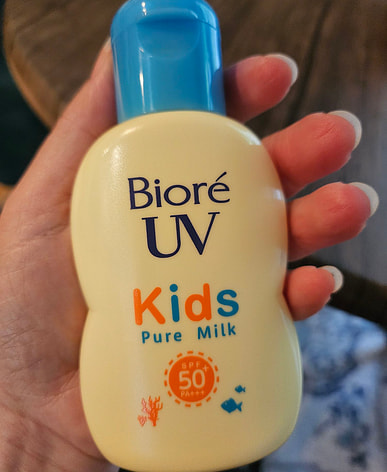 Bioré
UV
Kids
Pure Milk
SPF
50+
PA+++